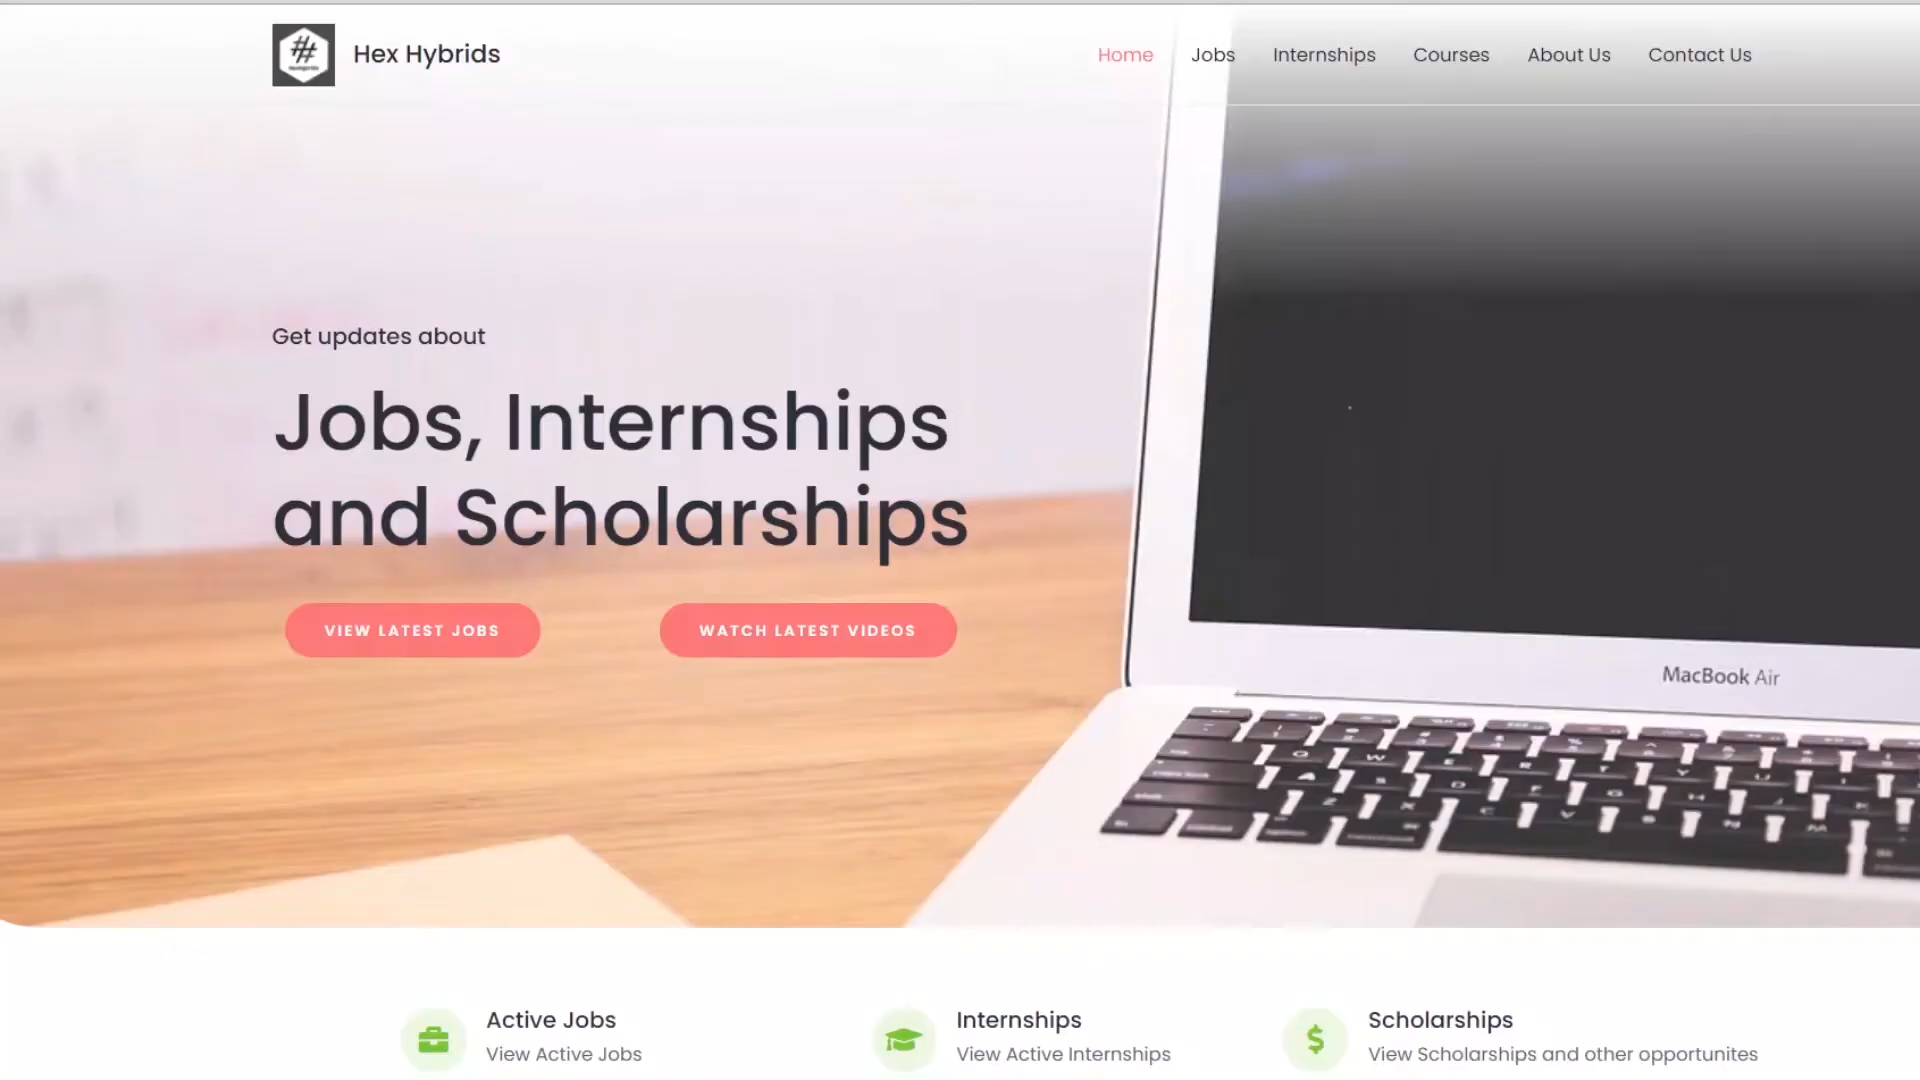 Hex Hybrids
Home Jobs Internships Courses About Us Contact Us
Get updates about
Jobs, Internships
and Scholarships
VIEW LATEST JOBS
WATCH LATEST VIDEOS
MacBook Air
Active Jobs
View Active Jobs
Internships
View Active Internships
Scholarships
View Scholarships and other opportunites